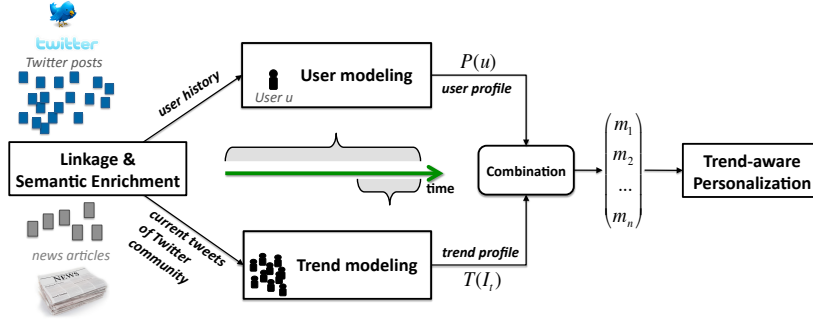 twitter
Twitter posts
Linkage &
Semantic Enrichment
news articles
NEWS
user history
current tweets
of Twitter
community
User modeling
User u
time
Trend modeling
P(u)
user profile
Combination
trend profile
T(Iₜ)
m₁
m₂
...
mₙ
Trend-aware
Personalization